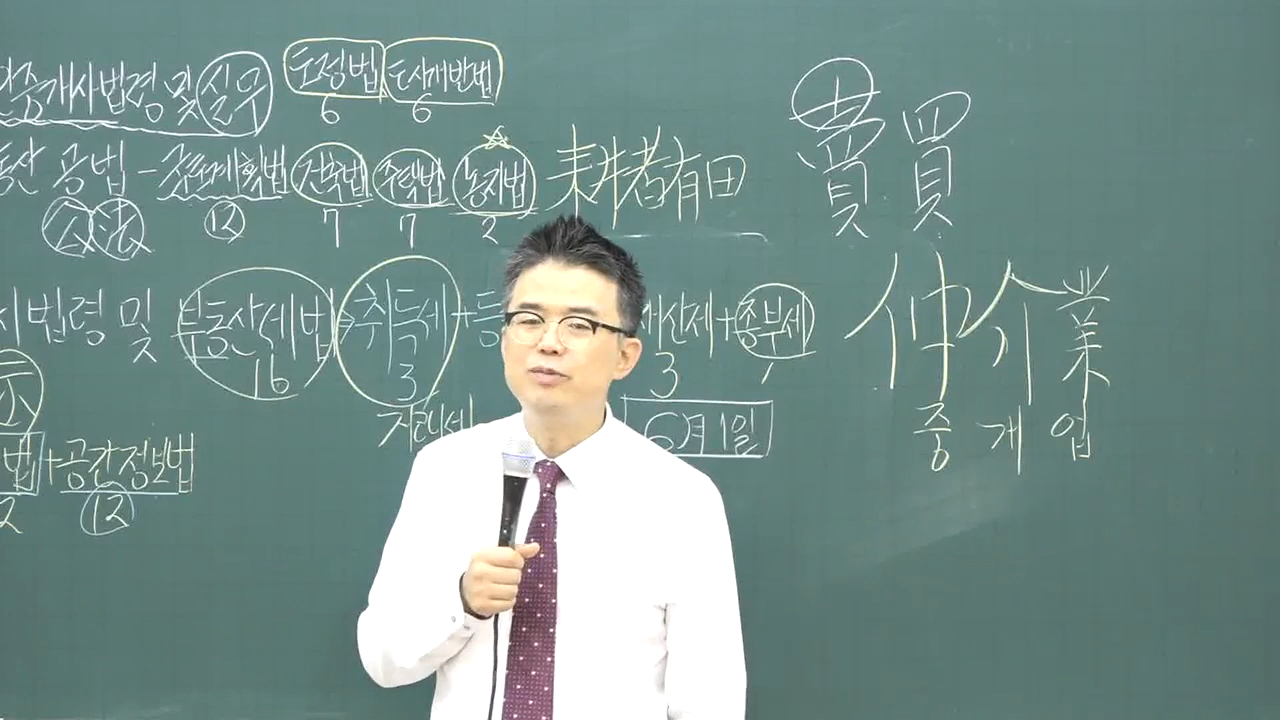 중개사법령 및 실무 도정법 도시개발법
6 6
동산 공법 - 국토계획법 건축법 주택법 농지법 耕者有田
公法 12 7 7 2
賣買
시법령 및 부동산세법 취득세 + 등 재산세 + 종부세
16 3 3 1
지방세 6月 1일
仲介業
중개업
示
법 + 공간정보법
2 12